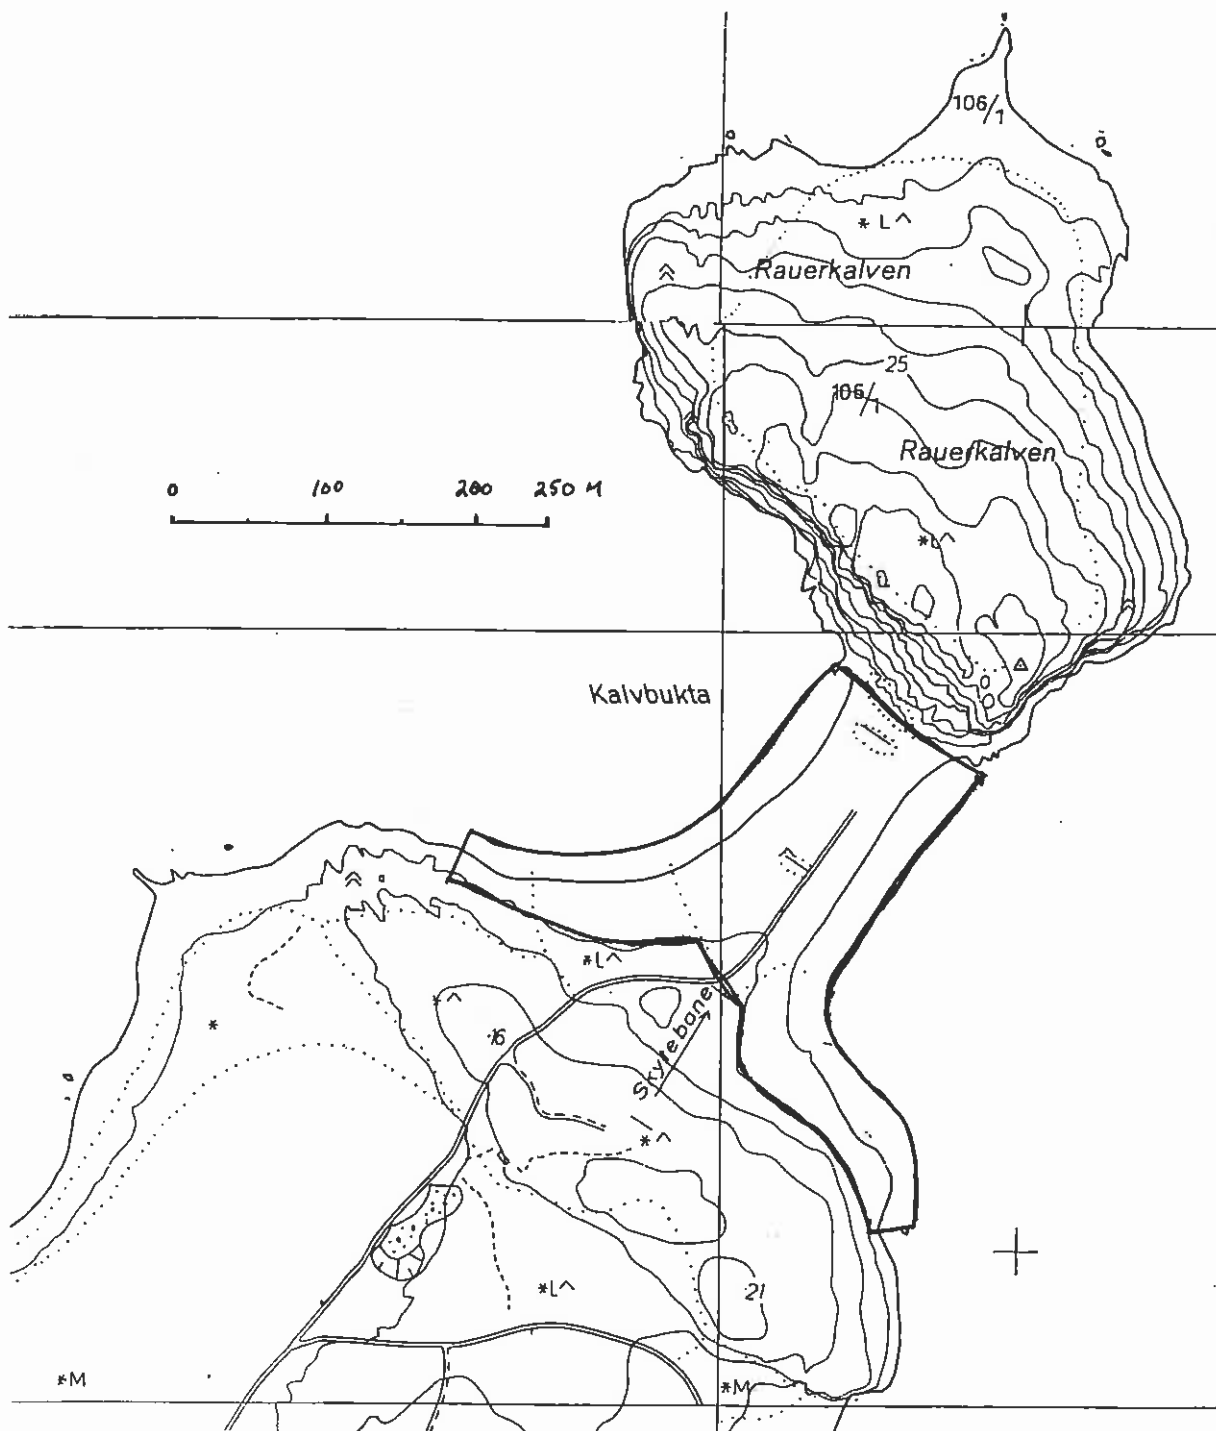 106/1
* L ^
Rauerkalven
25
106/1
Rauerkalven
0 100 200 250 M
*L^
Kalvbukta
*L^
*^
*
16
Skytebane
*^
21
*L^
*M
*M